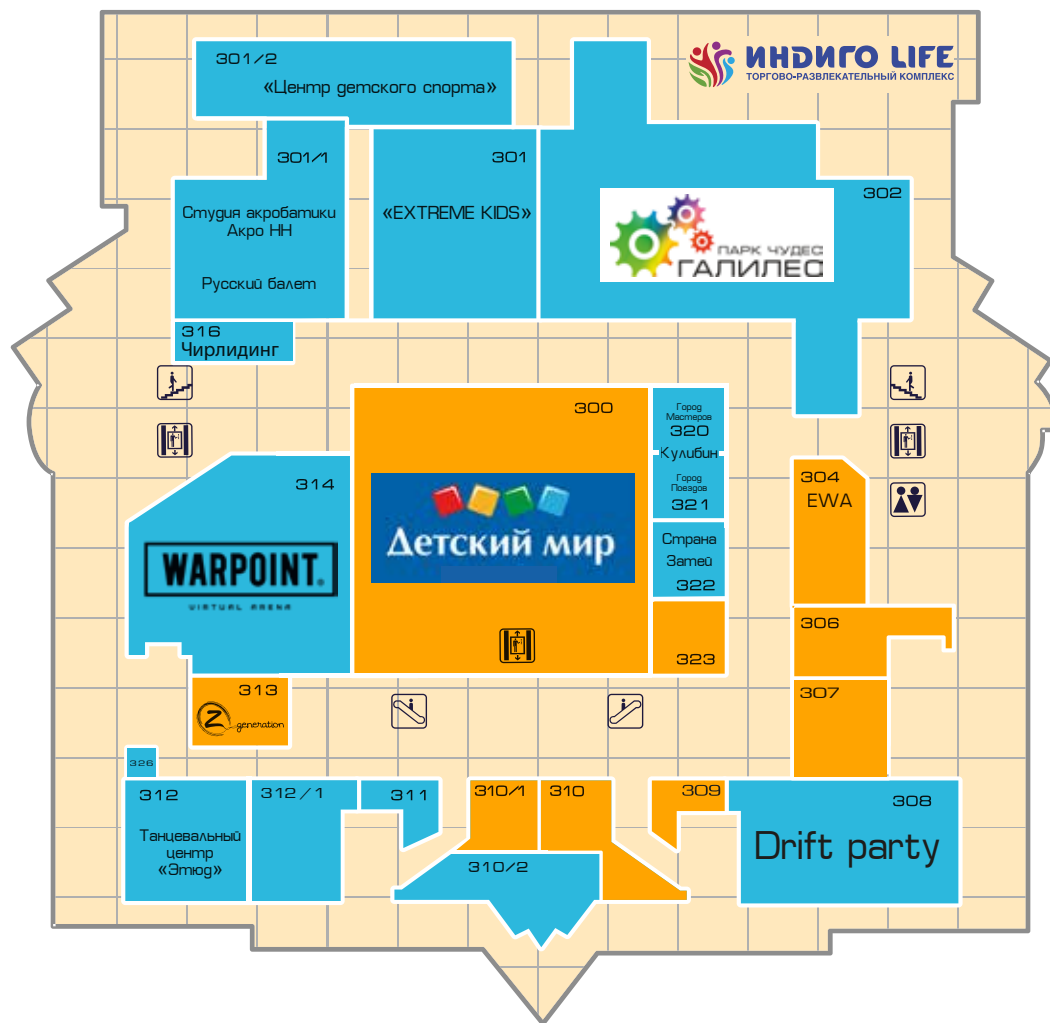 ИНДИГО LIFE
ТОРГОВО-РАЗВЛЕКАТЕЛЬНЫЙ КОМПЛЕКС
301/2
«Центр детского спорта»
301/1
Студия акробатики
Акро НН
Русский балет
301
«EXTREME KIDS»
302
ПАРК ЧУДЕС
ГАЛИЛЕО
316
Чирлидинг
300
Детский мир
Город
Мастеров
320
Кулибин
Город
Поездов
321
Страна
Затей
322
323
304
EWA
306
307
314
WARPOINT.
VIRTUAL ARENA
313
Z generation
326
312
Танцевальный
центр
«Этюд»
312/1
311
310/1
310
310/2
309
308
Drift party